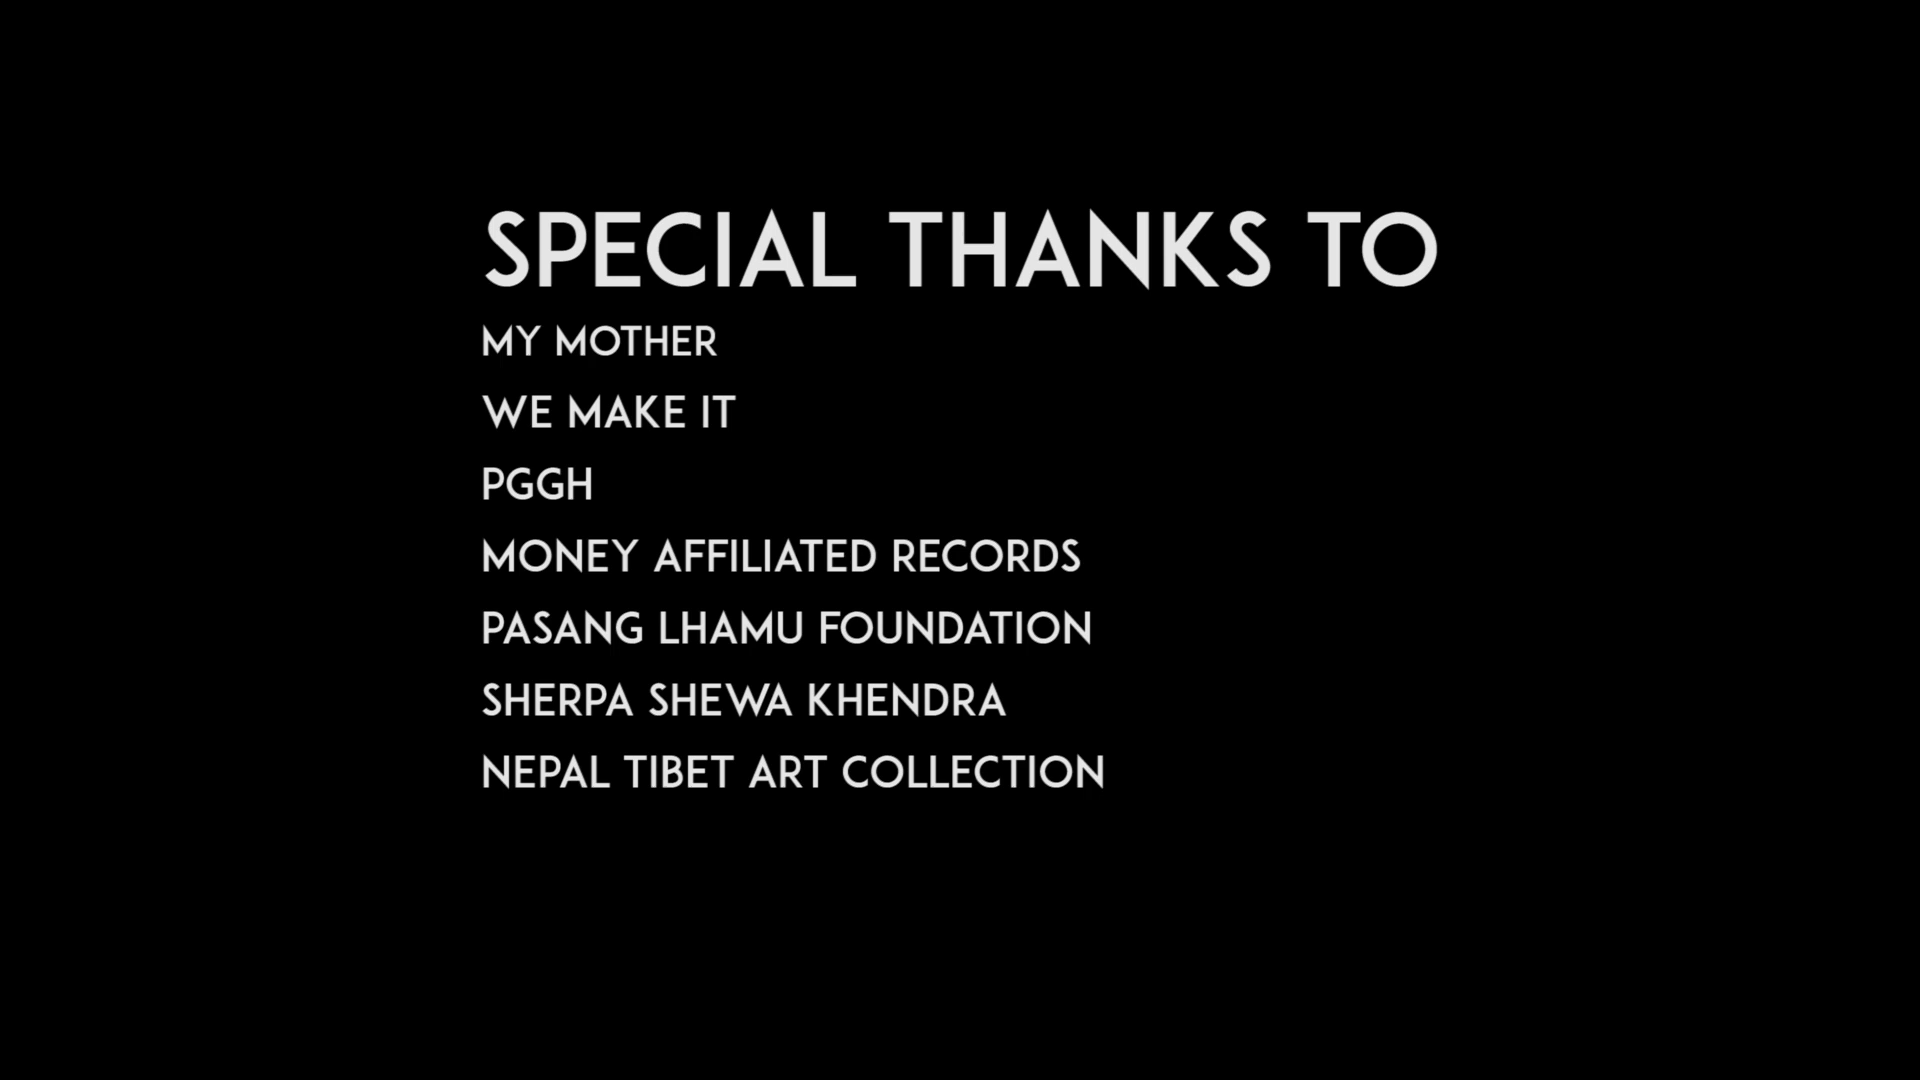 SPECIAL THANKS TO
MY MOTHER
WE MAKE IT
PGGH
MONEY AFFILIATED RECORDS
PASANG LHAMU FOUNDATION
SHERPA SHEWA KHENDRA
NEPAL TIBET ART COLLECTION